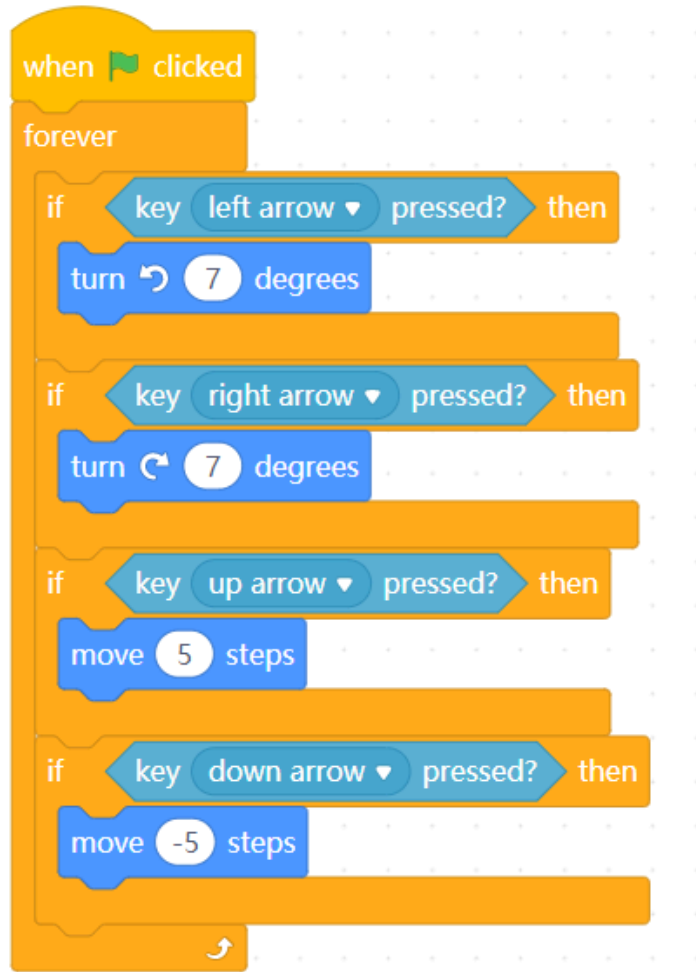 when clicked
forever
if key left arrow pressed? then
turn 7 degrees
if key right arrow pressed? then
turn 7 degrees
if key up arrow pressed? then
move 5 steps
if key down arrow pressed? then
move -5 steps